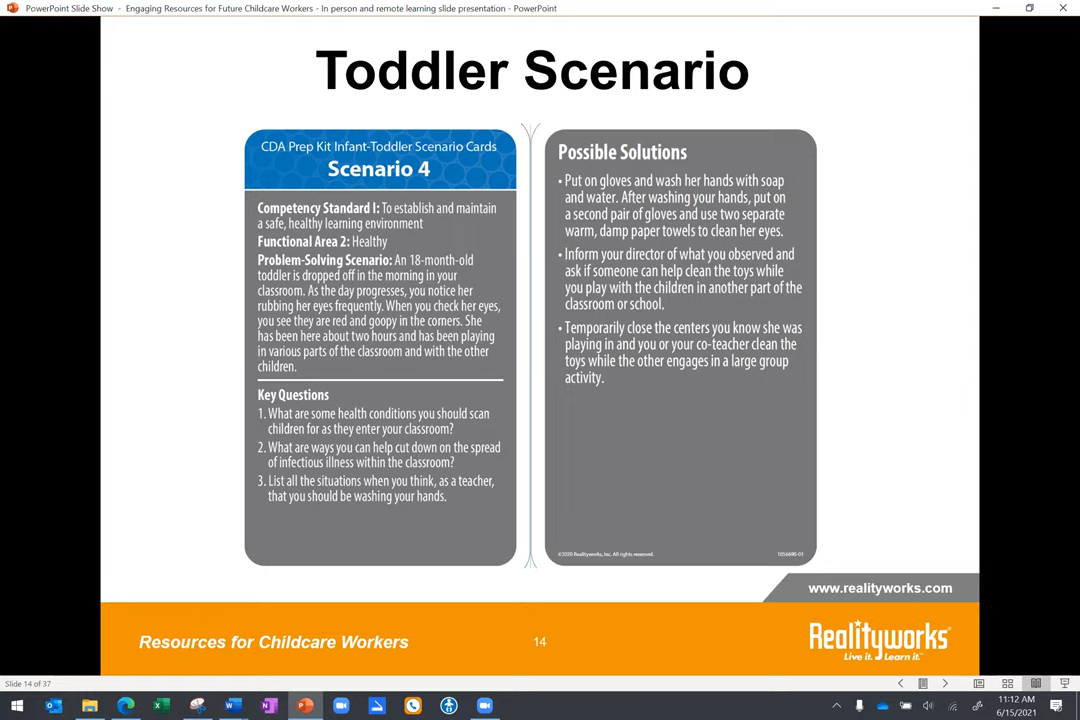 PowerPoint Slide Show - Engaging Resources for Future Childcare Workers - In person and remote learning slide presentation - PowerPoint
Toddler Scenario
CDA Prep Kit Infant-Toddler Scenario Cards
Scenario 4
Competency Standard I: To establish and maintain
a safe, healthy learning environment
Functional Area 2: Healthy
Problem-Solving Scenario: An 18-month-old
toddler is dropped off in the morning in your
classroom. As the day progresses, you notice her
rubbing her eyes frequently. When you check her eyes,
you see they are red and goopy in the corners. She
has been here about two hours and has been playing
in various parts of the classroom and with the other
children.
Key Questions
1. What are some health conditions you should scan
children for as they enter your classroom?
2. What are ways you can help cut down on the spread
of infectious illness within the classroom?
3. List all the situations when you think, as a teacher,
that you should be washing your hands.
Possible Solutions
• Put on gloves and wash her hands with soap
and water. After washing your hands, put on
a second pair of gloves and use two separate
warm, damp paper towels to clean her eyes.
• Inform your director of what you observed and
ask if someone can help clean the toys while
you play with the children in another part of the
classroom or school.
• Temporarily close the centers you know she was
playing in and you or your co-teacher clean the
toys while the other engages in a large group
activity.
©2020 Realityworks, Inc. All rights reserved.
1056690-01
www.realityworks.com
Resources for Childcare Workers
14
Realityworks®
Live it. Learn it.™
Slide 14 of 37
11:12 AM
6/15/2021